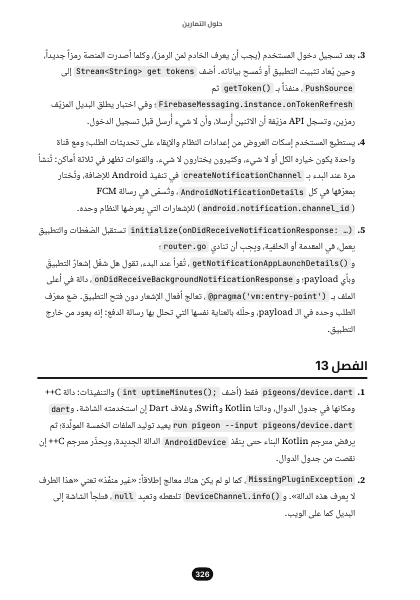 حلول التمارين
3. بعد تسجيل دخول المستخدم (يجب أن يعرف الخادم لمن الرمز)، وكلما أصدرت المنصة رمزاً جديداً،
وحين يُعاد تثبيت التطبيق أو تُمسح بياناته. أضف Stream<String> get tokens إلى
PushSource، منفذاً بـ getToken() ثم
FirebaseMessaging.instance.onTokenRefresh؛ وفي اختبار يطلق البديل المزيّف
رمزين، وتسجل API مزيّفة أن الاثنين أُرسلا، وأن لا شيء أُرسل قبل تسجيل الدخول.
4. يستطيع المستخدم إسكات العروض من إعدادات النظام والإبقاء على تحديثات الطلب؛ ومع قناة
واحدة يكون خياره الكل أو لا شيء، وكثيرون يختارون لا شيء. والقنوات تظهر في ثلاثة أماكن: تُنشأ
مرة عند البدء بـ createNotificationChannel في تنفيذ Android للإضافة، وتُختار
بمعرّفها في كل AndroidNotificationDetails، وتُسمّى في رسالة FCM
(android.notification.channel_id) للإشعارات التي يعرضها النظام وحده.
5. initialize(onDidReceiveNotificationResponse: …) تستقبل الضغطات والتطبيق
يعمل، في المقدمة أو الخلفية، ويجب أن تنادي router.go؛
و getNotificationAppLaunchDetails()، تُقرأ عند البدء، تقول هل شغّل إشعارٌ التطبيقَ
وبأي payload؛ و onDidReceiveBackgroundNotificationResponse، دالة في أعلى
الملف بـ @pragma('vm:entry-point')، تعالج أفعال الإشعار دون فتح التطبيق. ضع معرّف
الطلب وحده في الـ payload، وحلّله بالعناية نفسها التي تحلل بها رسالة الدفع: إنه يعود من خارج
التطبيق.
الفصل 13
1. pigeons/device.dart فقط (أضف int uptimeMinutes();) والتنفيذات: دالة C++
ومكانها في جدول الدوال، ودالتا Kotlin وSwift، وغلاف Dart إن استخدمته الشاشة. و dart
run pigeon --input pigeons/device.dart يعيد توليد الملفات الخمسة المولَّدة؛ ثم
يرفض مترجم Kotlin البناء حتى ينفّذ AndroidDevice الدالة الجديدة، ويحذّر مترجم C++ إن
نقصت من جدول الدوال.
2. MissingPluginException، كما لو لم يكن هناك معالج إطلاقاً: «غير منفّذ» تعني «هذا الطرف
لا يعرف هذه الدالة». و DeviceChannel.info() تلتقطه وتعيد null، فتلجأ الشاشة إلى
البديل كما على الويب.
326